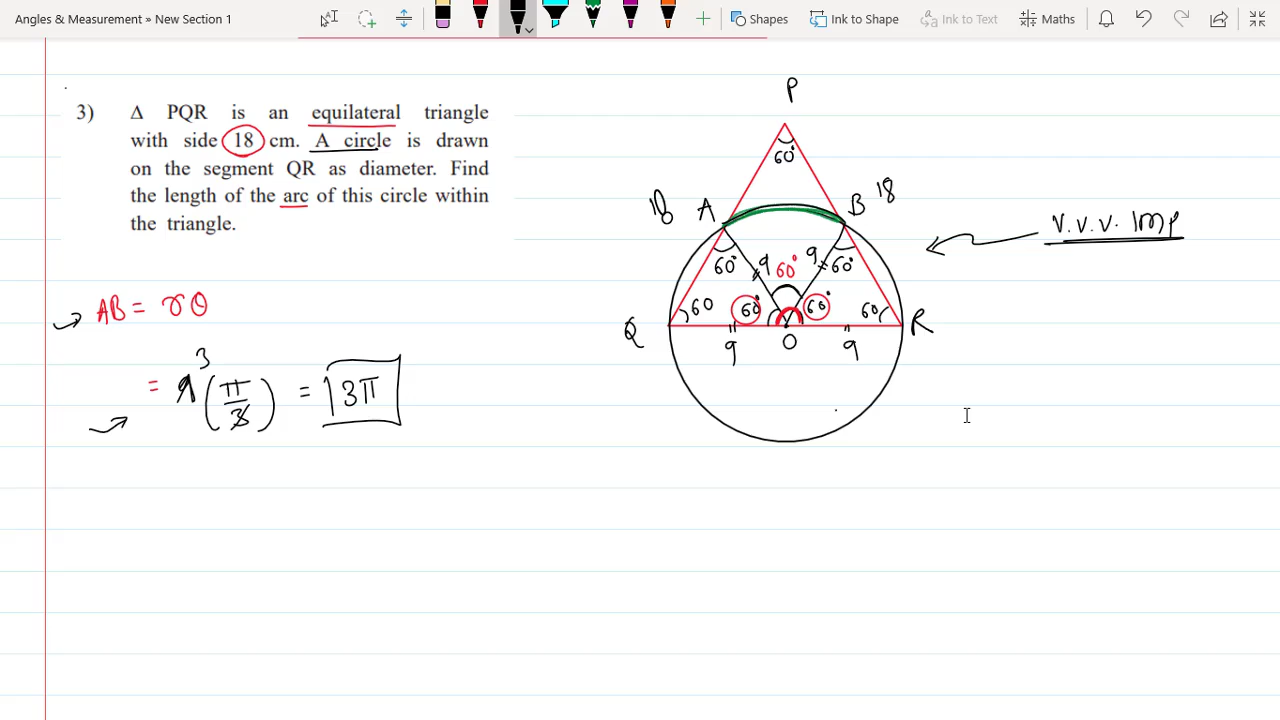 Angles & Measurement » New Section 1
Shapes
Ink to Shape
Ink to Text
Maths
3) Δ PQR is an equilateral triangle
with side 18 cm. A circle is drawn
on the segment QR as diameter. Find
the length of the arc of this circle within
the triangle.
P
60°
18 A B 18
V.V.V. IMP
60° 9 60° 9 60°
60 60° 60° 60
Q R
9 O 9
AB = rθ
3
= 9 (π/3) = 3π